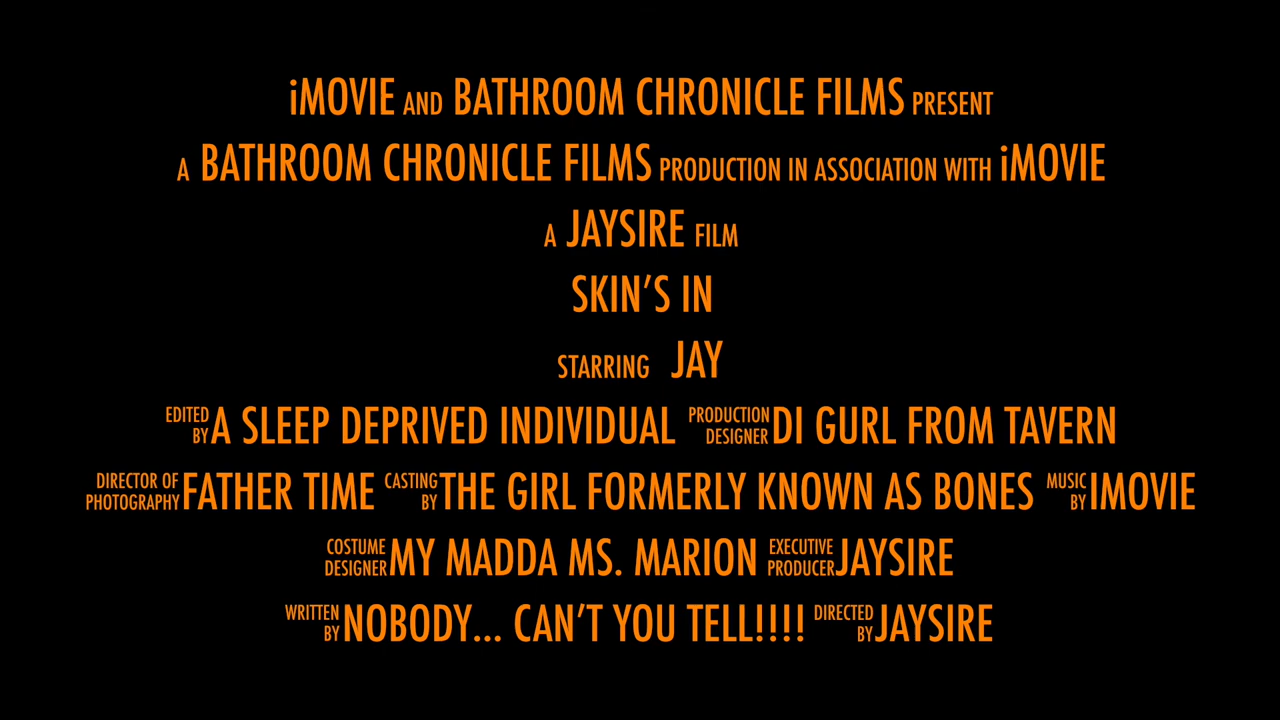 iMOVIE AND BATHROOM CHRONICLE FILMS PRESENT
A BATHROOM CHRONICLE FILMS PRODUCTION IN ASSOCIATION WITH iMOVIE
A JAYSIRE FILM
SKIN'S IN
STARRING JAY
EDITED BY A SLEEP DEPRIVED INDIVIDUAL PRODUCTION DESIGNER DI GURL FROM TAVERN
DIRECTOR OF PHOTOGRAPHY FATHER TIME CASTING BY THE GIRL FORMERLY KNOWN AS BONES MUSIC BY IMOVIE
COSTUME DESIGNER MY MADDA MS. MARION EXECUTIVE PRODUCER JAYSIRE
WRITTEN BY NOBODY... CAN'T YOU TELL!!!! DIRECTED BY JAYSIRE